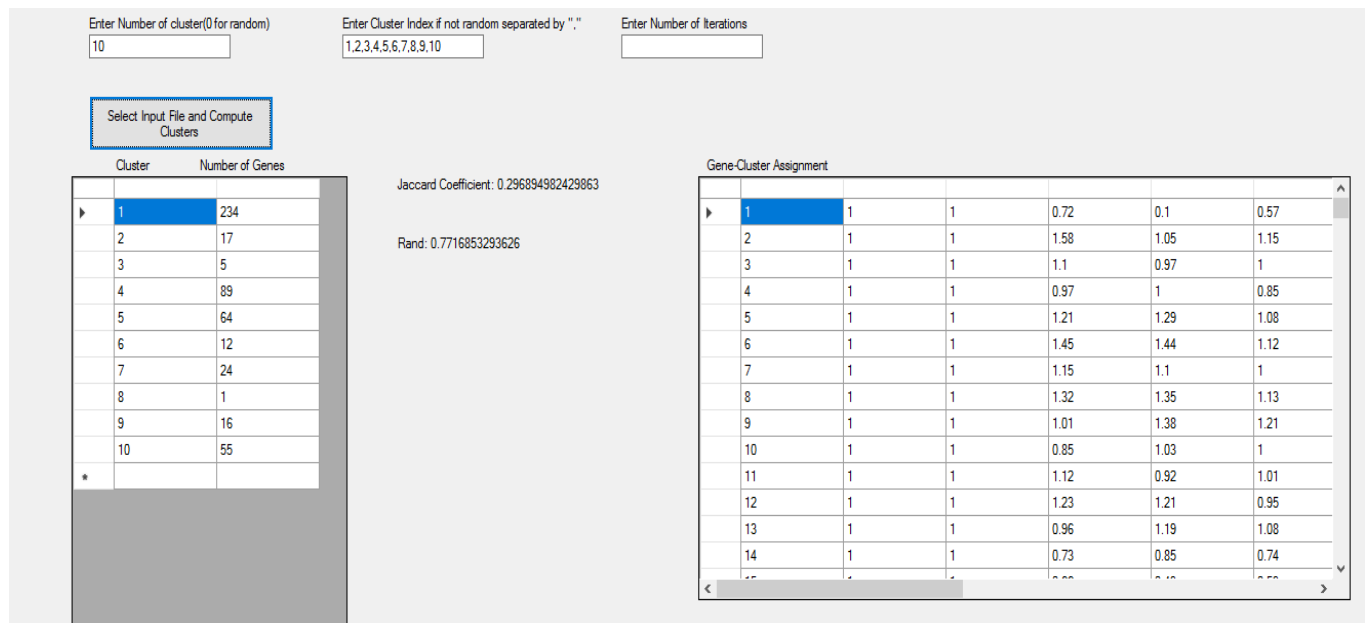 Enter Number of cluster(0 for random) Enter Cluster Index if not random separated by "," Enter Number of Iterations
10 1,2,3,4,5,6,7,8,9,10
Select Input File and Compute
Clusters
Cluster Number of Genes Gene-Cluster Assignment
Jaccard Coefficient: 0.296894982429863
1 234 1 1 1 0.72 0.1 0.57
2 17 2 1 1 1.58 1.05 1.15
Rand: 0.7716853293626
3 5 3 1 1 1.1 0.97 1
4 89 4 1 1 0.97 1 0.85
5 64 5 1 1 1.21 1.29 1.08
6 12 6 1 1 1.45 1.44 1.12
7 24 7 1 1 1.15 1.1 1
8 1 8 1 1 1.32 1.35 1.13
9 16 9 1 1 1.01 1.38 1.21
10 55 10 1 1 0.85 1.03 1
* 11 1 1 1.12 0.92 1.01
12 1 1 1.23 1.21 0.95
13 1 1 0.96 1.19 1.08
14 1 1 0.73 0.85 0.74